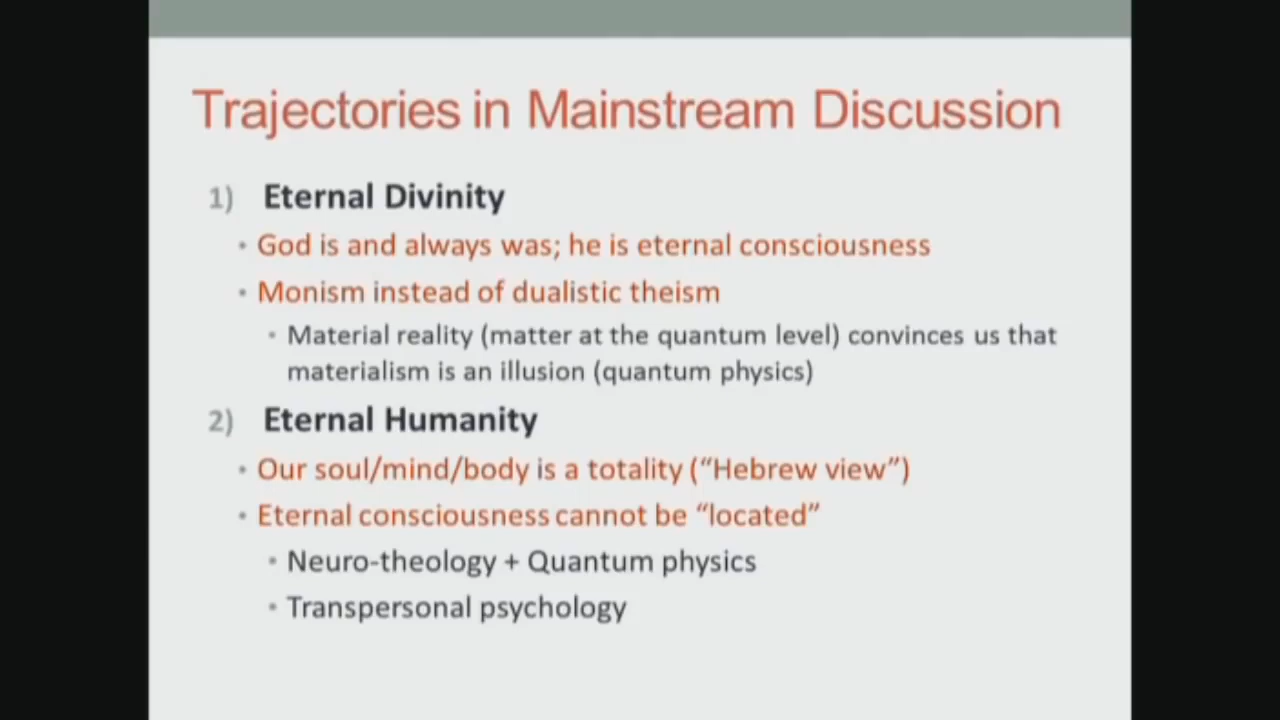 Trajectories in Mainstream Discussion
1) Eternal Divinity
• God is and always was; he is eternal consciousness
• Monism instead of dualistic theism
• Material reality (matter at the quantum level) convinces us that
materialism is an illusion (quantum physics)
2) Eternal Humanity
• Our soul/mind/body is a totality (“Hebrew view”)
• Eternal consciousness cannot be “located”
• Neuro-theology + Quantum physics
• Transpersonal psychology